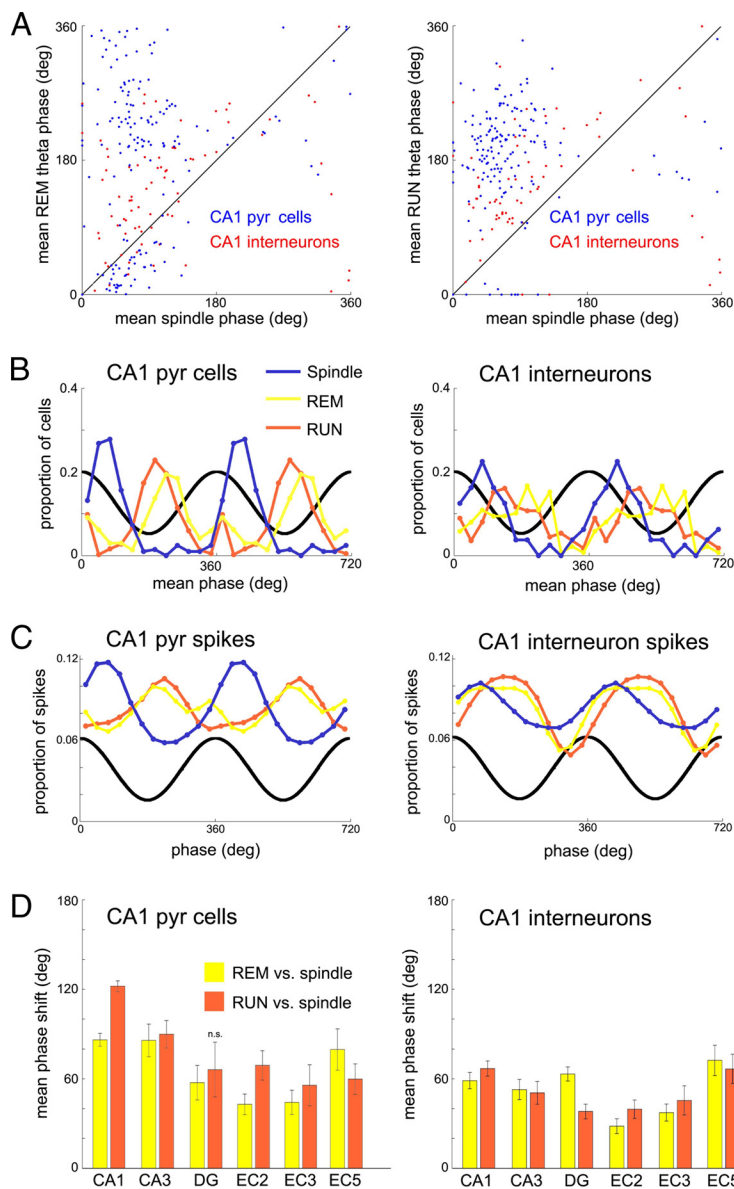 A
360
mean REM theta phase (deg)
180
CA1 pyr cells
CA1 interneurons
0
0
180
360
mean spindle phase (deg)
360
mean RUN theta phase (deg)
180
CA1 pyr cells
CA1 interneurons
0
0
180
360
mean spindle phase (deg)
B
CA1 pyr cells
Spindle
REM
RUN
0.4
proportion of cells
0.2
0
0
360
720
mean phase (deg)
CA1 interneurons
0.4
proportion of cells
0.2
0
0
360
720
mean phase (deg)
C
CA1 pyr spikes
0.12
proportion of spikes
0.06
0
0
360
720
phase (deg)
CA1 interneuron spikes
0.12
proportion of spikes
0.06
0
0
360
720
phase (deg)
D
CA1 pyr cells
REM vs. spindle
RUN vs. spindle
180
mean phase shift (deg)
120
60
0
n.s.
CA1 CA3 DG EC2 EC3 EC5
CA1 interneurons
180
mean phase shift (deg)
120
60
0
CA1 CA3 DG EC2 EC3 EC5